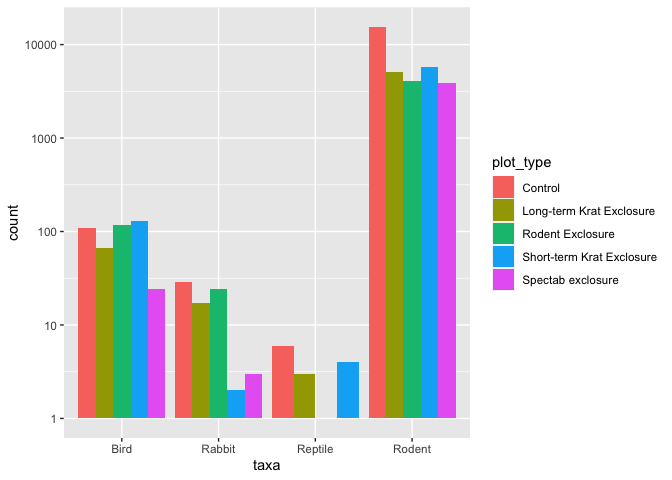 10000
1000
100
10
1
count
Bird Rabbit Reptile Rodent
taxa
plot_type
Control
Long-term Krat Exclosure
Rodent Exclosure
Short-term Krat Exclosure
Spectab exclosure